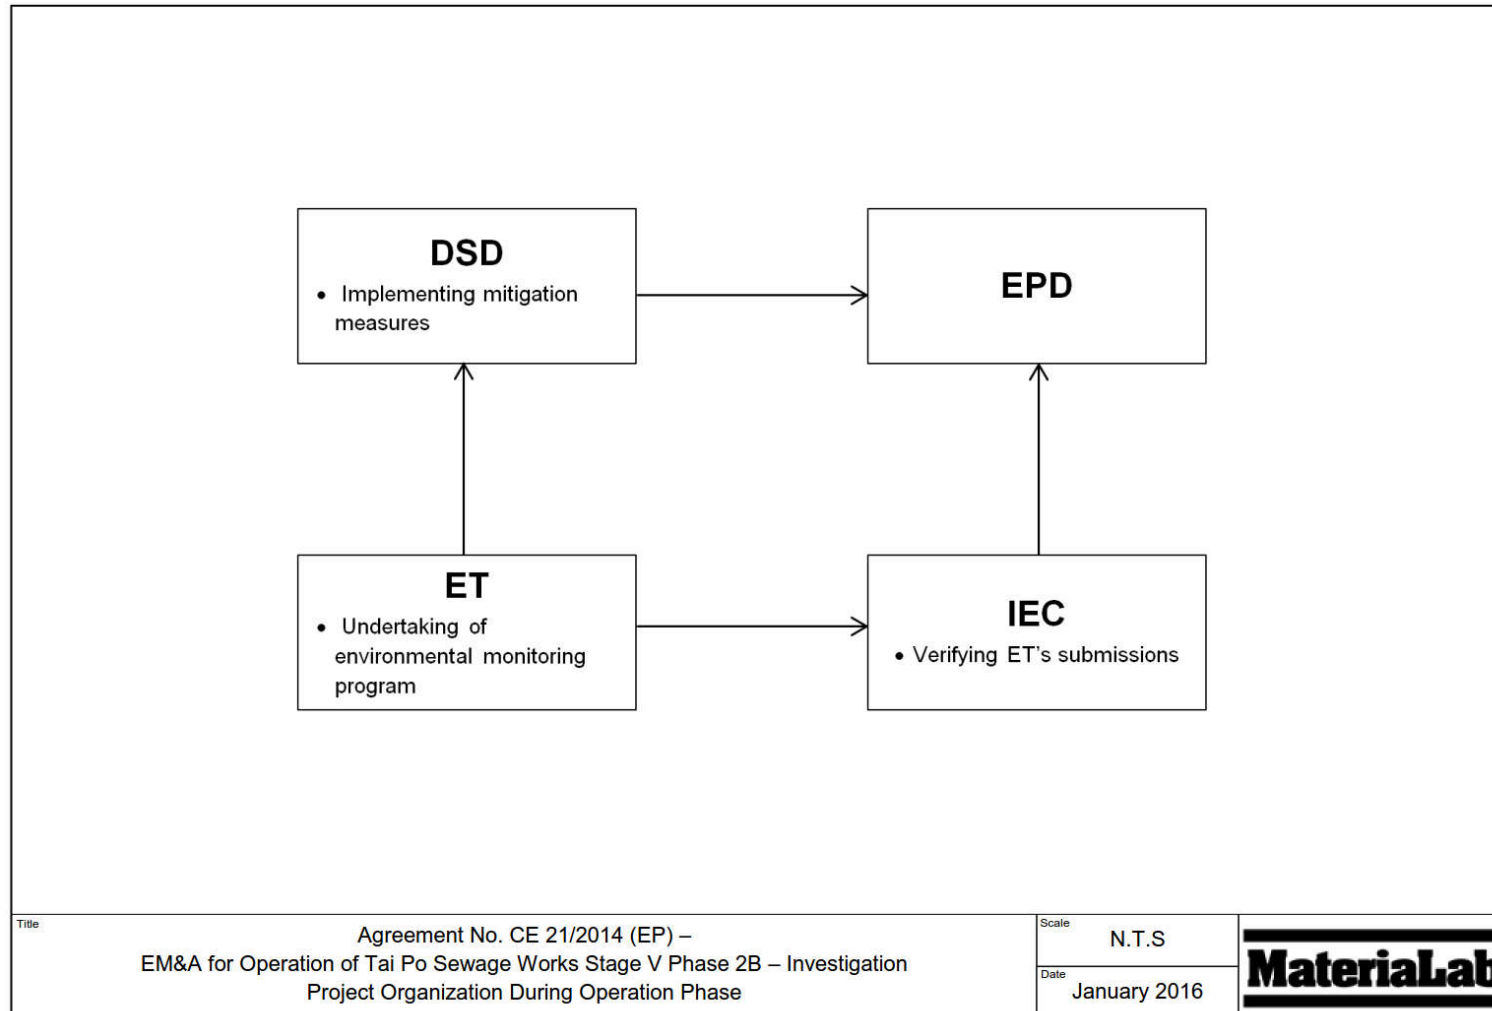 DSD
• Implementing mitigation
measures
EPD
ET
• Undertaking of
environmental monitoring
program
IEC
• Verifying ET’s submissions
Title
Agreement No. CE 21/2014 (EP) –
EM&A for Operation of Tai Po Sewage Works Stage V Phase 2B – Investigation
Project Organization During Operation Phase
Scale
N.T.S
Date
January 2016
MateriaLab